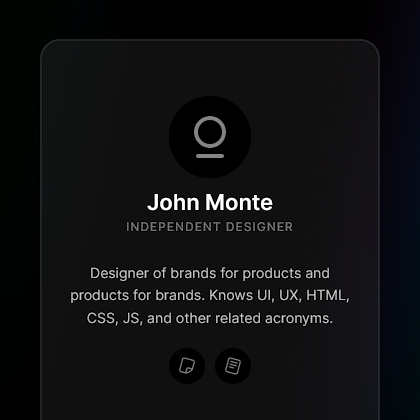 John Monte
INDEPENDENT DESIGNER
Designer of brands for products and
products for brands. Knows UI, UX, HTML,
CSS, JS, and other related acronyms.